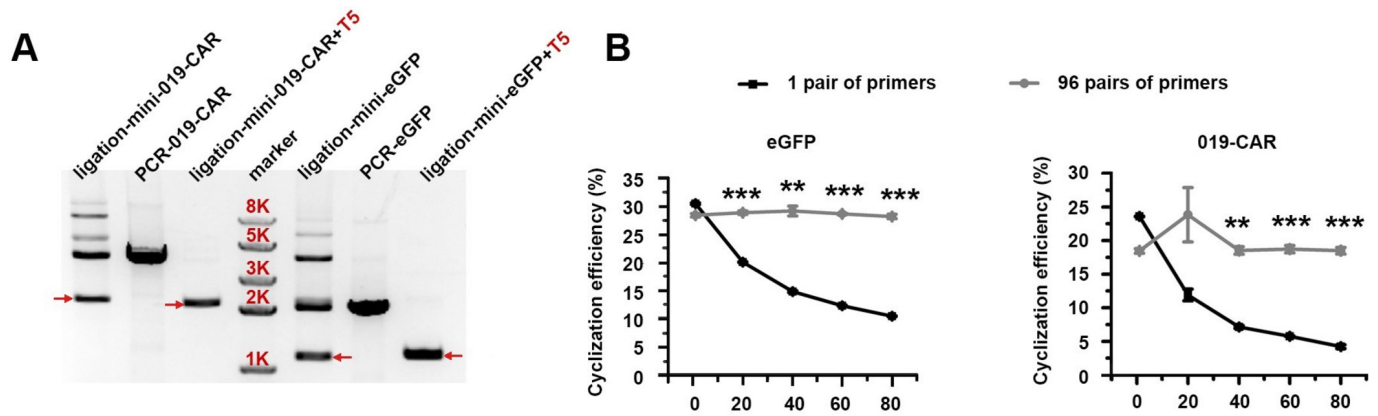 A
ligation-mini-019-CAR
PCR-019-CAR
ligation-mini-019-CAR+T5
marker
ligation-mini-eGFP
PCR-eGFP
ligation-mini-eGFP+T5
8K
5K
3K
2K
1K
B
1 pair of primers
96 pairs of primers
eGFP
Cyclization efficiency (%)
35
30
25
20
15
10
5
0
*** ** *** ***
0 20 40 60 80
019-CAR
Cyclization efficiency (%)
30
25
20
15
10
5
0
** *** ***
0 20 40 60 80